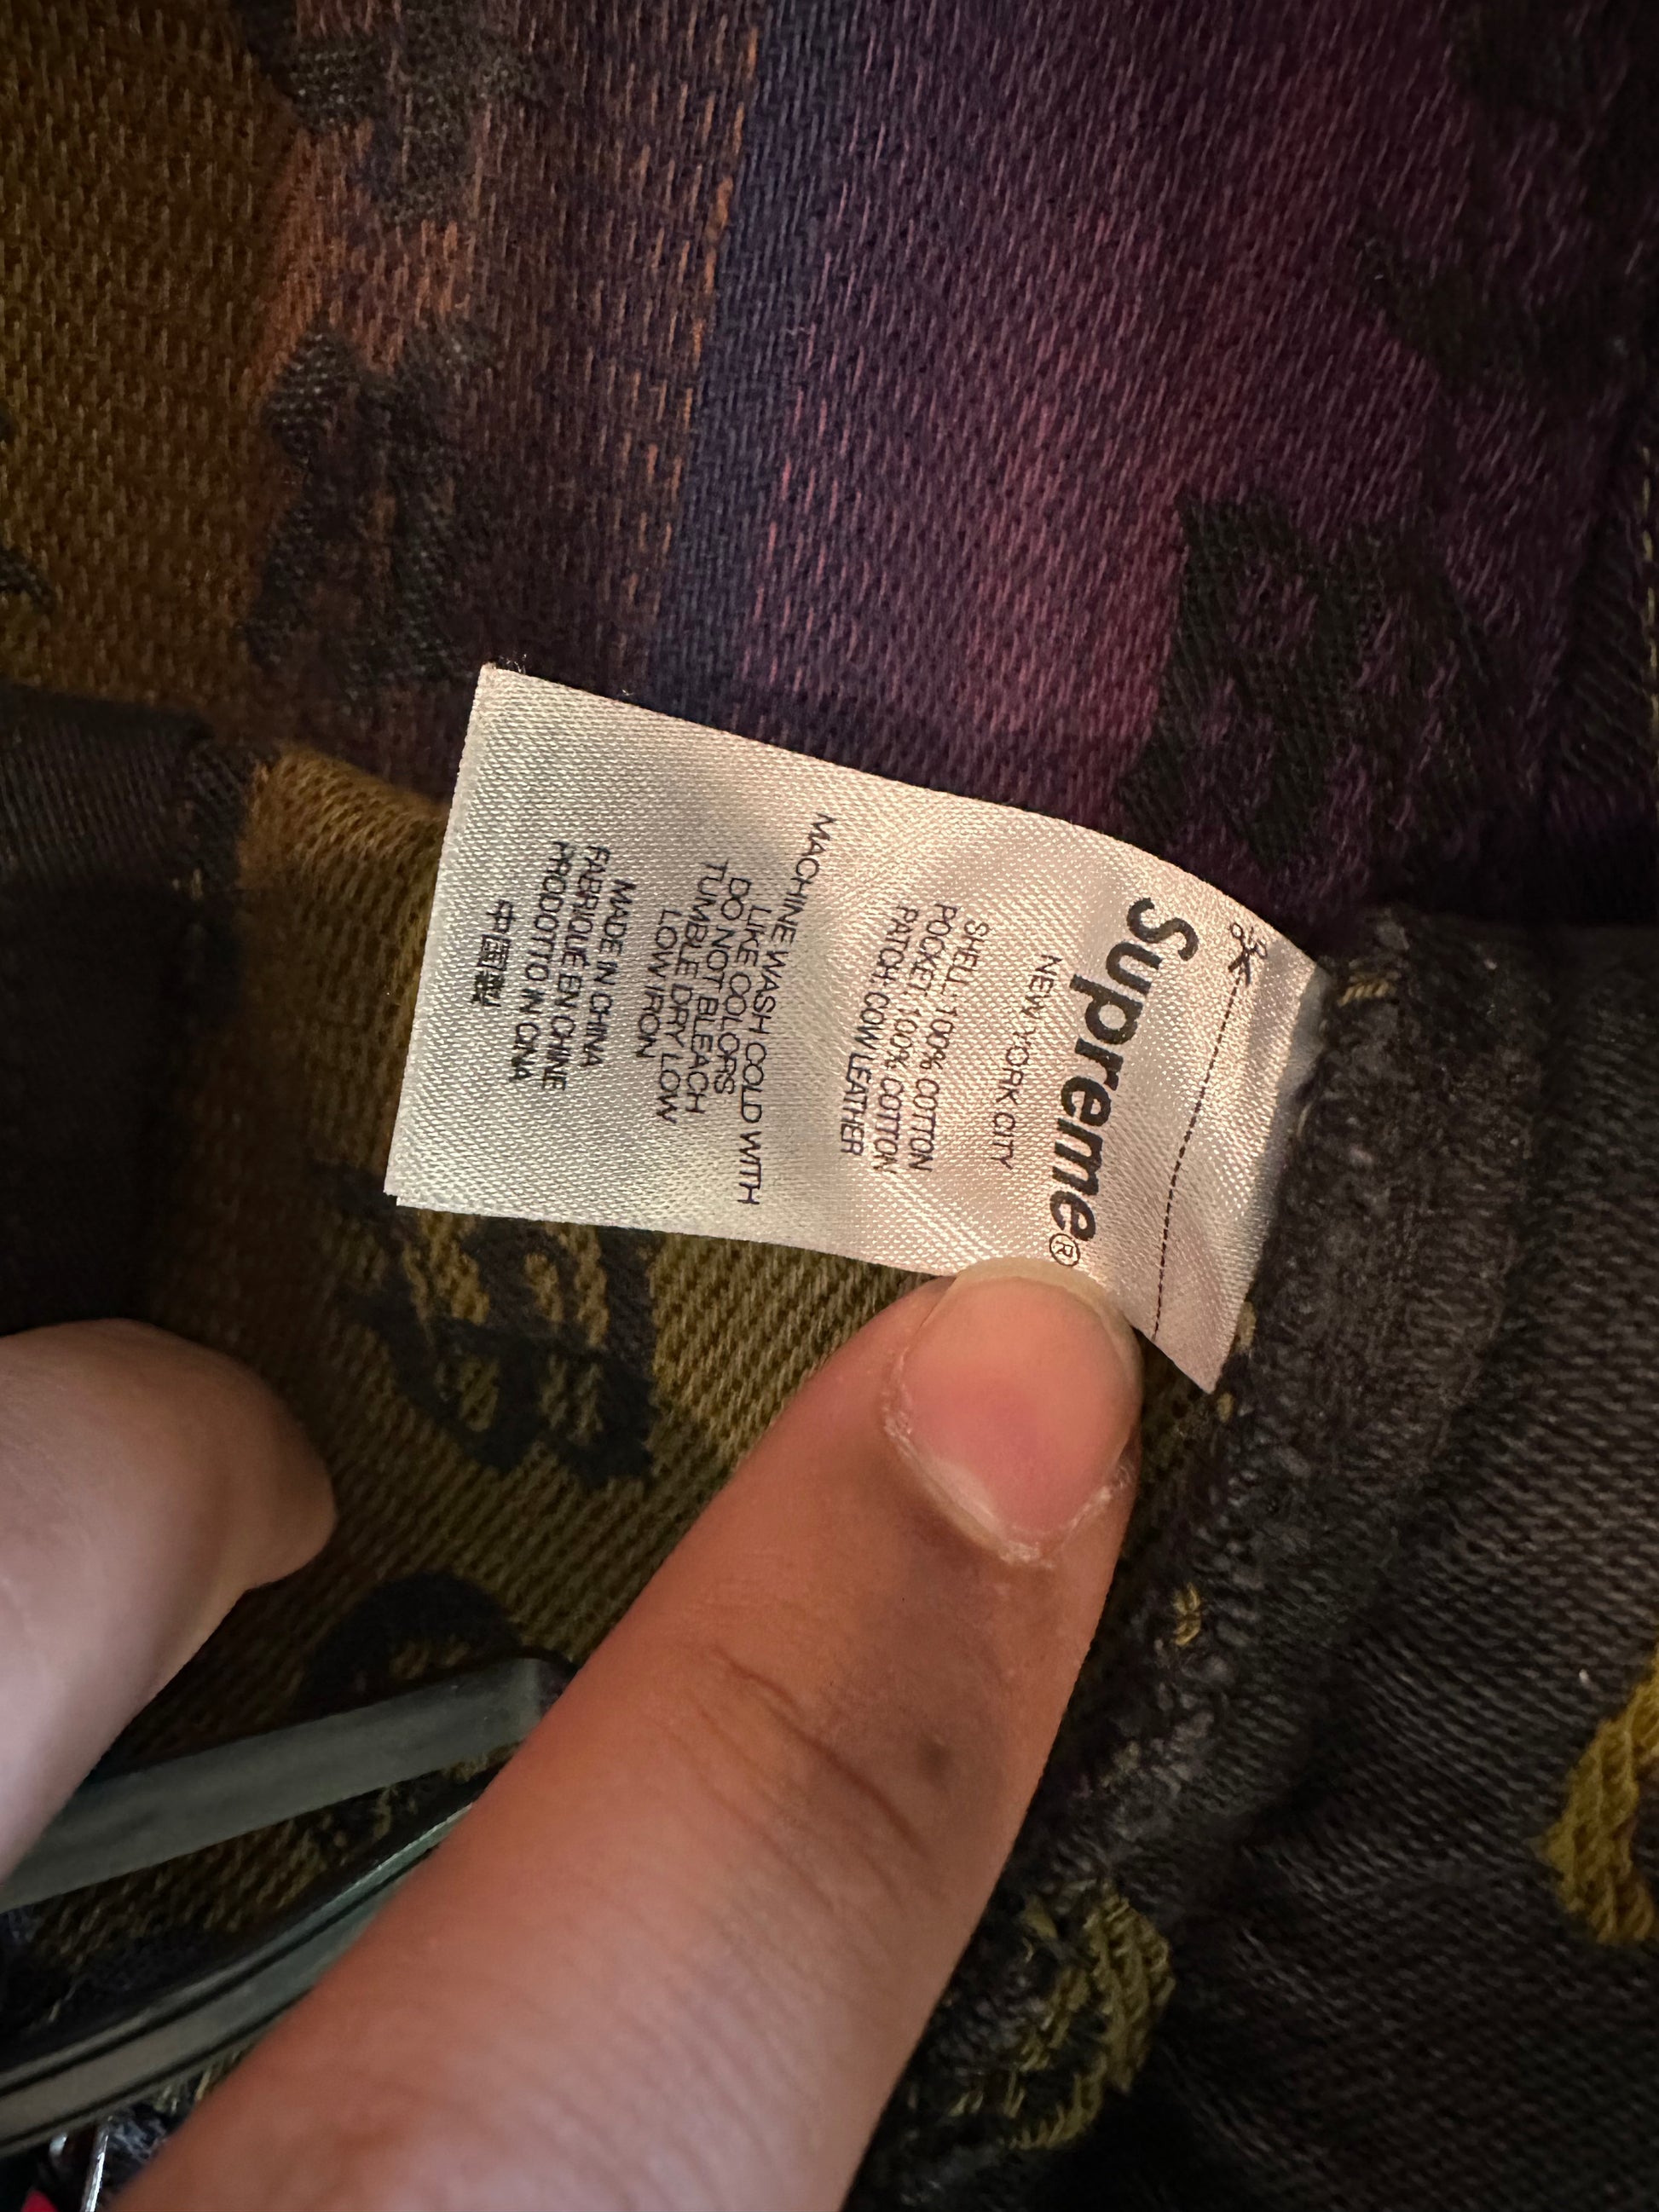 Supreme®
NEW YORK CITY
SHELL: 100% COTTON
POCKET: 100% COTTON
PATCH: COW LEATHER
MACHINE WASH COLD WITH
LIKE COLORS
DO NOT BLEACH
TUMBLE DRY LOW
LOW IRON
MADE IN CHINA
FABRIQUÉ EN CHINE
PRODOTTO IN CINA
中国製